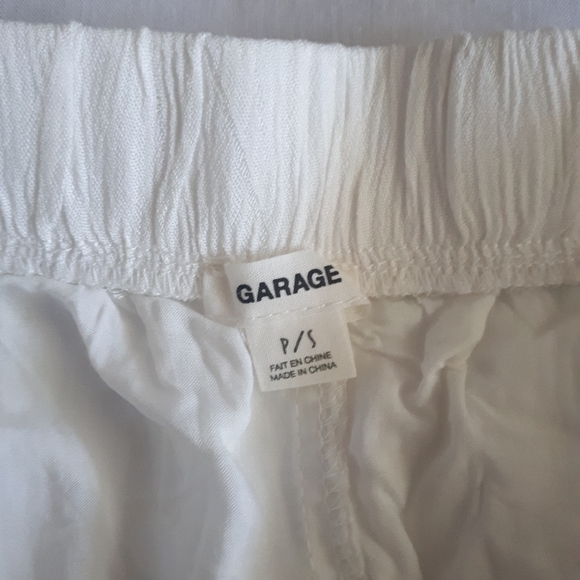 GARAGE
P/S
FAIT EN CHINE
MADE IN CHINA